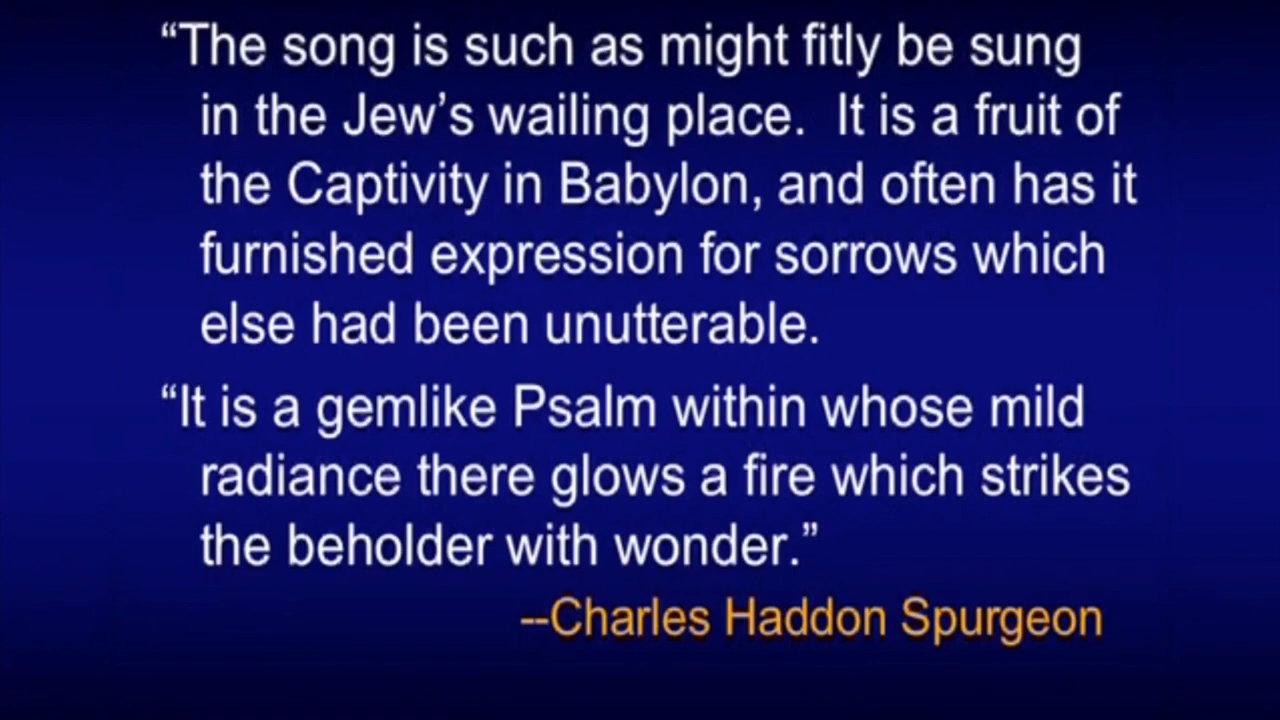 “The song is such as might fitly be sung
in the Jew’s wailing place.  It is a fruit of
the Captivity in Babylon, and often has it
furnished expression for sorrows which
else had been unutterable.
“It is a gemlike Psalm within whose mild
radiance there glows a fire which strikes
the beholder with wonder.”
--Charles Haddon Spurgeon